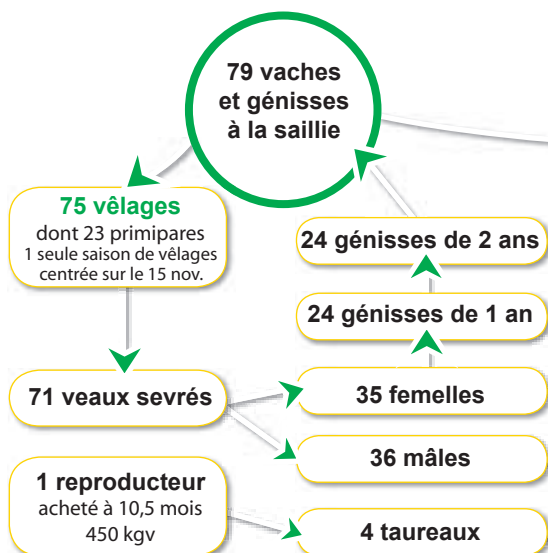 79 vaches
et génisses
à la saillie
75 vêlages
dont 23 primipares
1 seule saison de vêlages
centrée sur le 15 nov.
24 génisses de 2 ans
24 génisses de 1 an
71 veaux sevrés
35 femelles
36 mâles
1 reproducteur
acheté à 10,5 mois
450 kgv
4 taureaux